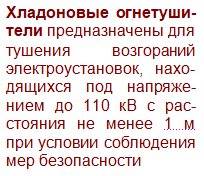 Хладоновые огнетуши-
тели предназначены для
тушения возгораний
электроустановок, нахо-
дящихся под напряже-
нием до 110 кВ с рас-
стояния не менее 1 м
при условии соблюдения
мер безопасности